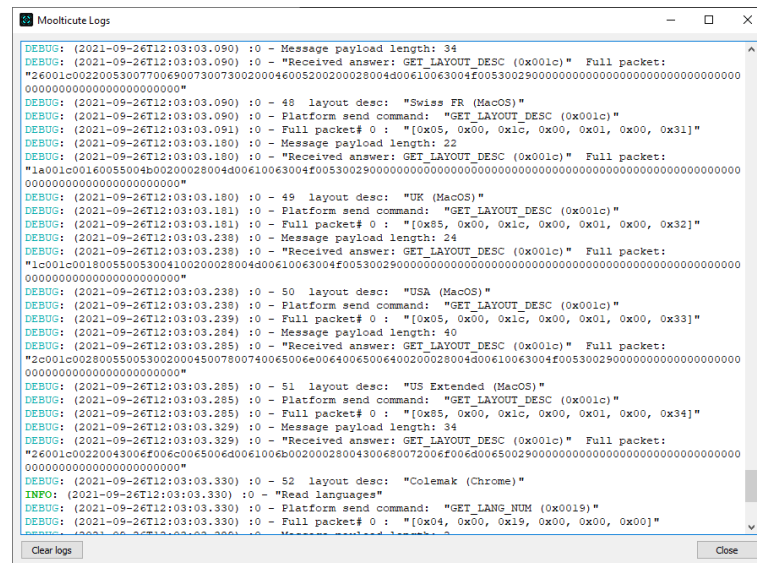 Moolticute Logs
DEBUG: (2021-09-26T12:03:03.090) :0 - Message payload length: 34
DEBUG: (2021-09-26T12:03:03.090) :0 - "Received answer: GET_LAYOUT_DESC (0x001c)"  Full packet:
"26001c00220053007700690073007300200046005200200028004d00610063004f005300290000000000000000000000000000000
0000000000000000000000000"
DEBUG: (2021-09-26T12:03:03.090) :0 - 48  layout desc:  "Swiss FR (MacOS)"
DEBUG: (2021-09-26T12:03:03.090) :0 - Platform send command:  "GET_LAYOUT_DESC (0x001c)"
DEBUG: (2021-09-26T12:03:03.091) :0 - Full packet# 0 :  "[0x05, 0x00, 0x1c, 0x00, 0x01, 0x00, 0x31]"
DEBUG: (2021-09-26T12:03:03.180) :0 - Message payload length: 22
DEBUG: (2021-09-26T12:03:03.180) :0 - "Received answer: GET_LAYOUT_DESC (0x001c)"  Full packet:
"1a001c00160055004b00200028004d00610063004f00530029000000000000000000000000000000000000000000000000000000
0000000000000000000000000"
DEBUG: (2021-09-26T12:03:03.180) :0 - 49  layout desc:  "UK (MacOS)"
DEBUG: (2021-09-26T12:03:03.181) :0 - Platform send command:  "GET_LAYOUT_DESC (0x001c)"
DEBUG: (2021-09-26T12:03:03.181) :0 - Full packet# 0 :  "[0x85, 0x00, 0x1c, 0x00, 0x01, 0x00, 0x32]"
DEBUG: (2021-09-26T12:03:03.238) :0 - Message payload length: 24
DEBUG: (2021-09-26T12:03:03.238) :0 - "Received answer: GET_LAYOUT_DESC (0x001c)"  Full packet:
"1c001c001800550053004100200028004d00610063004f00530029000000000000000000000000000000000000000000000000000
0000000000000000000000000"
DEBUG: (2021-09-26T12:03:03.238) :0 - 50  layout desc:  "USA (MacOS)"
DEBUG: (2021-09-26T12:03:03.238) :0 - Platform send command:  "GET_LAYOUT_DESC (0x001c)"
DEBUG: (2021-09-26T12:03:03.239) :0 - Full packet# 0 :  "[0x05, 0x00, 0x1c, 0x00, 0x01, 0x00, 0x33]"
DEBUG: (2021-09-26T12:03:03.284) :0 - Message payload length: 40
DEBUG: (2021-09-26T12:03:03.284) :0 - "Received answer: GET_LAYOUT_DESC (0x001c)"  Full packet:
"2c001c00280055005300200045007800740065006e00640065006400200028004d00610063004f005300290000000000000000000
0000000000000000000000000"
DEBUG: (2021-09-26T12:03:03.285) :0 - 51  layout desc:  "US Extended (MacOS)"
DEBUG: (2021-09-26T12:03:03.285) :0 - Platform send command:  "GET_LAYOUT_DESC (0x001c)"
DEBUG: (2021-09-26T12:03:03.285) :0 - Full packet# 0 :  "[0x85, 0x00, 0x1c, 0x00, 0x01, 0x00, 0x34]"
DEBUG: (2021-09-26T12:03:03.329) :0 - Message payload length: 34
DEBUG: (2021-09-26T12:03:03.329) :0 - "Received answer: GET_LAYOUT_DESC (0x001c)"  Full packet:
"26001c00220043006f006c0065006d0061006b00200028004300680072006f006d00650029000000000000000000000000000000
0000000000000000000000000"
DEBUG: (2021-09-26T12:03:03.330) :0 - 52  layout desc:  "Colemak (Chrome)"
INFO: (2021-09-26T12:03:03.330) :0 - "Read languages"
DEBUG: (2021-09-26T12:03:03.330) :0 - Platform send command:  "GET_LANG_NUM (0x0019)"
DEBUG: (2021-09-26T12:03:03.330) :0 - Full packet# 0 :  "[0x04, 0x00, 0x19, 0x00, 0x00, 0x00]"
Clear logs
Close